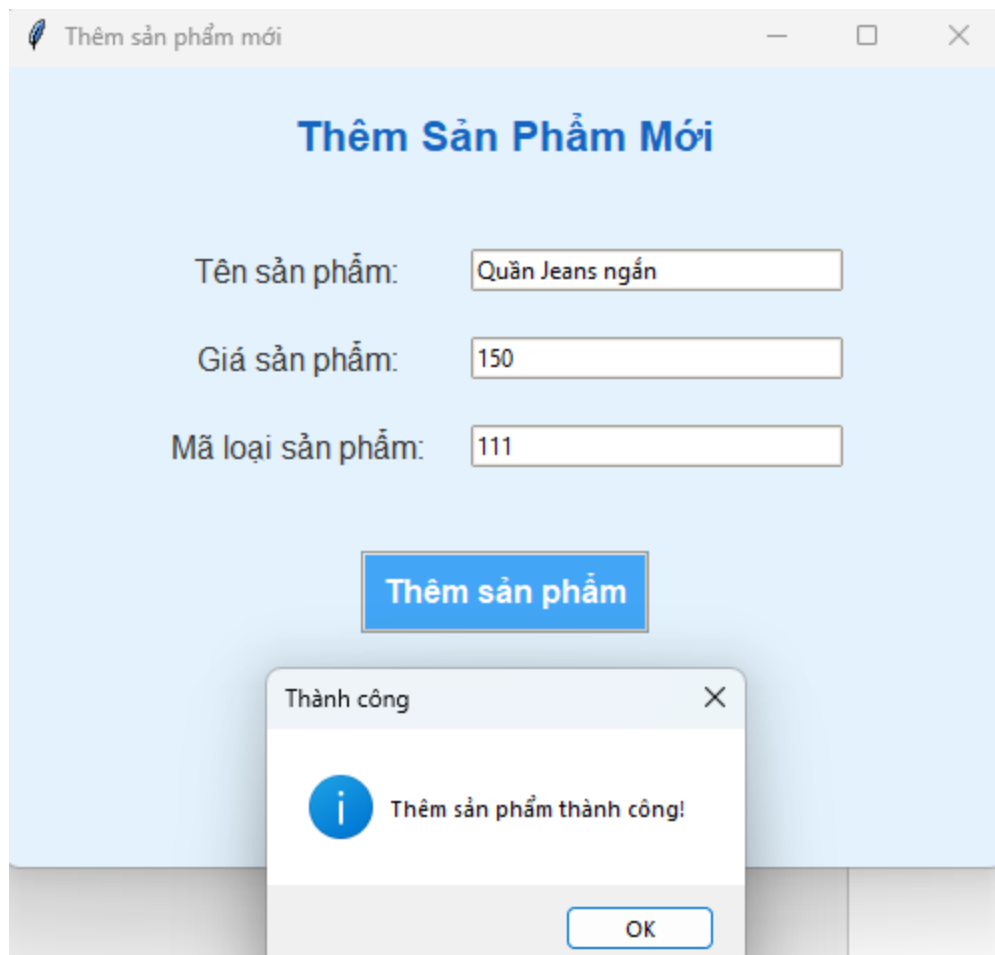 Thêm sản phẩm mới
Thêm Sản Phẩm Mới
Tên sản phẩm: Quần Jeans ngắn
Giá sản phẩm: 150
Mã loại sản phẩm: 111
Thêm sản phẩm
Thành công
Thêm sản phẩm thành công!
OK